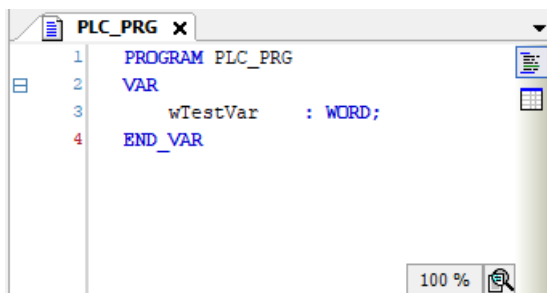 PLC_PRG X
1 PROGRAM PLC_PRG
2 VAR
3 wTestVar : WORD;
4 END_VAR
100 %